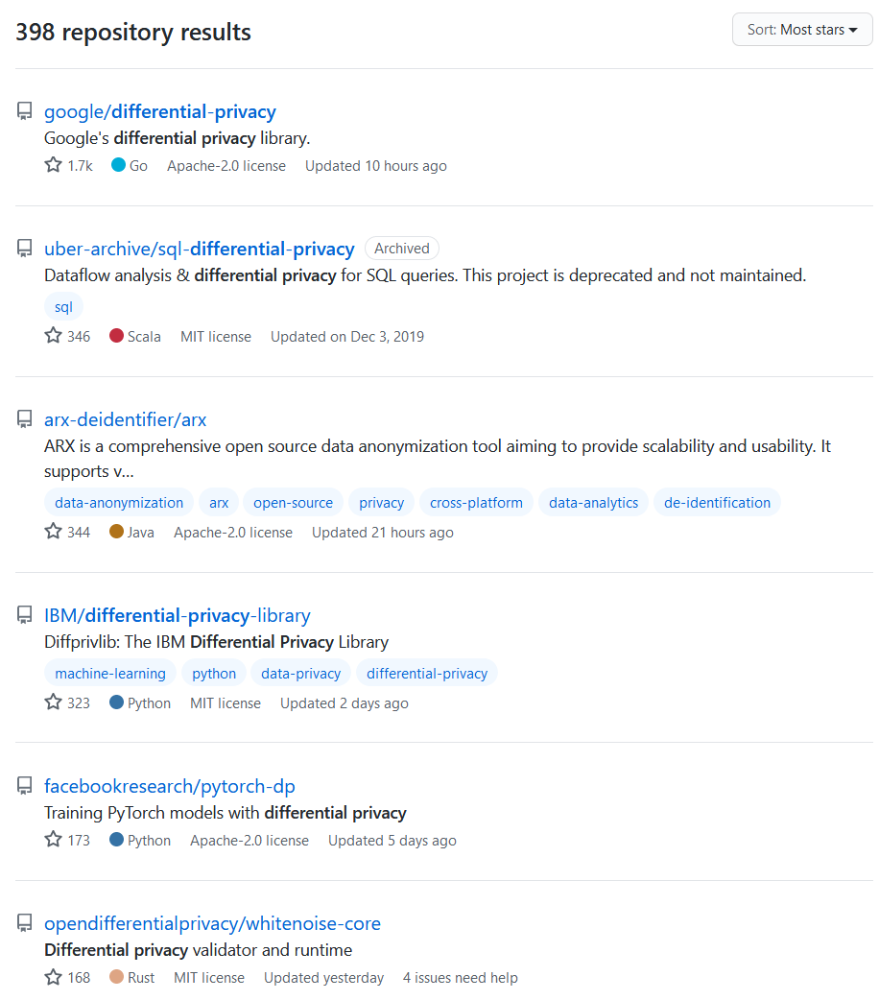 398 repository results
Sort: Most stars
google/differential-privacy
Google's differential privacy library.
1.7k Go Apache-2.0 license Updated 10 hours ago
uber-archive/sql-differential-privacy Archived
Dataflow analysis & differential privacy for SQL queries. This project is deprecated and not maintained.
sql
346 Scala MIT license Updated on Dec 3, 2019
arx-deidentifier/arx
ARX is a comprehensive open source data anonymization tool aiming to provide scalability and usability. It
supports v...
data-anonymization arx open-source privacy cross-platform data-analytics de-identification
344 Java Apache-2.0 license Updated 21 hours ago
IBM/differential-privacy-library
Diffprivlib: The IBM Differential Privacy Library
machine-learning python data-privacy differential-privacy
323 Python MIT license Updated 2 days ago
facebookresearch/pytorch-dp
Training PyTorch models with differential privacy
173 Python Apache-2.0 license Updated 5 days ago
opendifferentialprivacy/whitenoise-core
Differential privacy validator and runtime
168 Rust MIT license Updated yesterday 4 issues need help